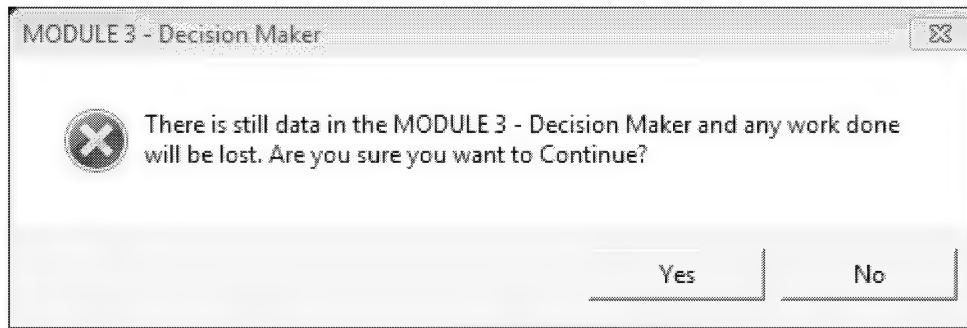 MODULE 3 - Decision Maker
There is still data in the MODULE 3 - Decision Maker and any work done
will be lost. Are you sure you want to Continue?
Yes No